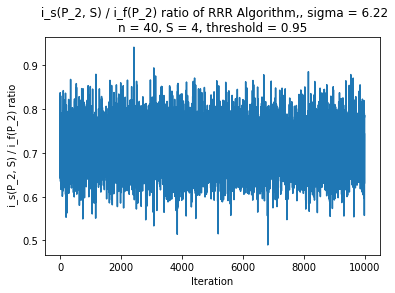 i_s(P_2, S) / i_f(P_2) ratio of RRR Algorithm,, sigma = 6.22
n = 40, S = 4, threshold = 0.95
i_s(P_2, S) / i_f(P_2) ratio
0.9
0.8
0.7
0.6
0.5
0 2000 4000 6000 8000 10000
Iteration